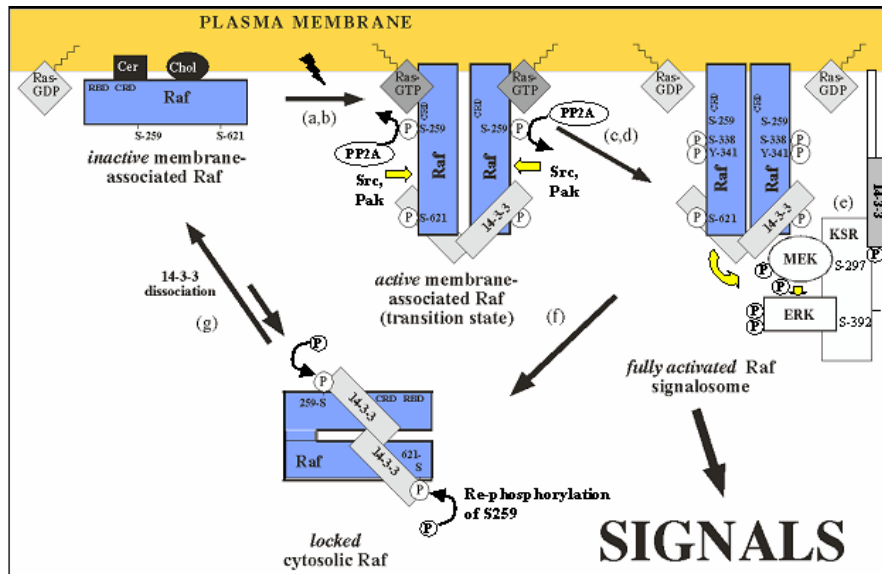 PLASMA MEMBRANE
Ras-
GDP
Cer
Chol
RBD CRD
Raf
S-259
S-621
inactive membrane-
associated Raf
(a,b)
Ras-
GTP
CRD
P
S-259
PP2A
Raf
Src,
Pak
P
S-621
Ras-
GTP
CRD
S-259
P
PP2A
Raf
Src,
Pak
14-3-3
P
active membrane-
associated Raf
(transition state)
(c,d)
Ras-
GDP
CRD
S-259
P
S-338
P
Y-341
Raf
P
S-621
CRD
S-259
S-338
P
Y-341
P
Raf
14-3-3
P
Ras-
GDP
14-3-3
P
(e)
KSR
MEK
P
S-297
P
ERK
P
P
S-392
P
fully activated Raf
signalosome
SIGNALS
(f)
14-3-3
dissociation
(g)
P
P
259-S
14-3-3
CRD RBD
Raf
14-3-3
621-
S
P
P
Re-phosphorylation
of S259
locked
cytosolic Raf